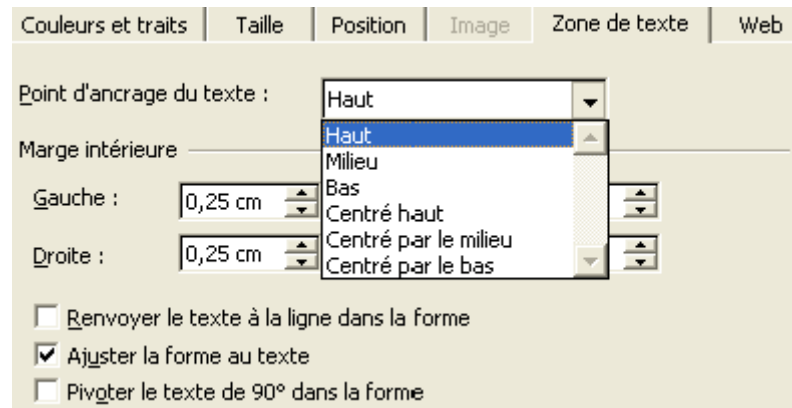 Couleurs et traits Taille Position Image Zone de texte Web
Point d'ancrage du texte : Haut
Haut
Marge intérieure
Milieu
Bas
Gauche : 0,25 cm
Centré haut
Centré par le milieu
Droite : 0,25 cm
Centré par le bas
Renvoyer le texte à la ligne dans la forme
Ajuster la forme au texte
Pivoter le texte de 90° dans la forme